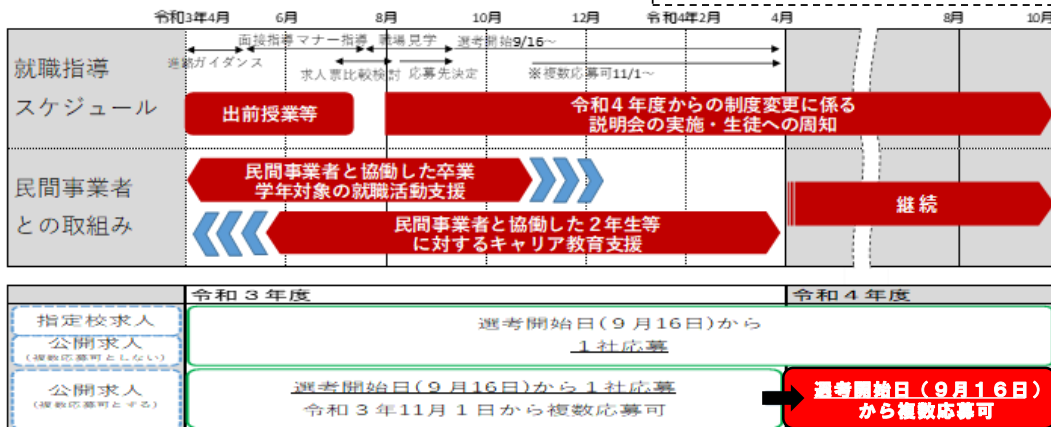 令和3年4月 6月 8月 10月 12月 令和4年2月 4月 8月 10月
就職指導
スケジュール
面接指導 マナー指導 職場見学 選考開始9/16～
進路ガイダンス 求人票比較検討 応募先決定 ※複数応募可11/1～
出前授業等
令和４年度からの制度変更に係る
説明会の実施・生徒への周知
民間事業者
との取組み
民間事業者と協働した卒業
学年対象の就職活動支援
民間事業者と協働した２年生等
に対するキャリア教育支援
継続
令和３年度 令和４年度
指定校求人
公開求人
(複数応募可としない)
選考開始日(９月16日)から
１社応募
公開求人
(複数応募可とする)
選考開始日(９月16日)から１社応募
令和３年11月１日から複数応募可
選考開始日（９月１６日）
から複数応募可